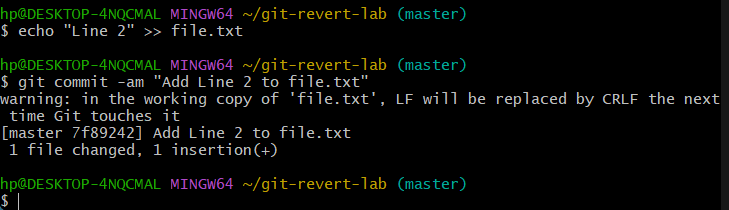 hp@DESKTOP-4NQCMAL MINGW64 ~/git-revert-lab (master)
$ echo "Line 2" >> file.txt
hp@DESKTOP-4NQCMAL MINGW64 ~/git-revert-lab (master)
$ git commit -am "Add Line 2 to file.txt"
warning: in the working copy of 'file.txt', LF will be replaced by CRLF the next
 time Git touches it
[master 7f89242] Add Line 2 to file.txt
 1 file changed, 1 insertion(+)
hp@DESKTOP-4NQCMAL MINGW64 ~/git-revert-lab (master)
$